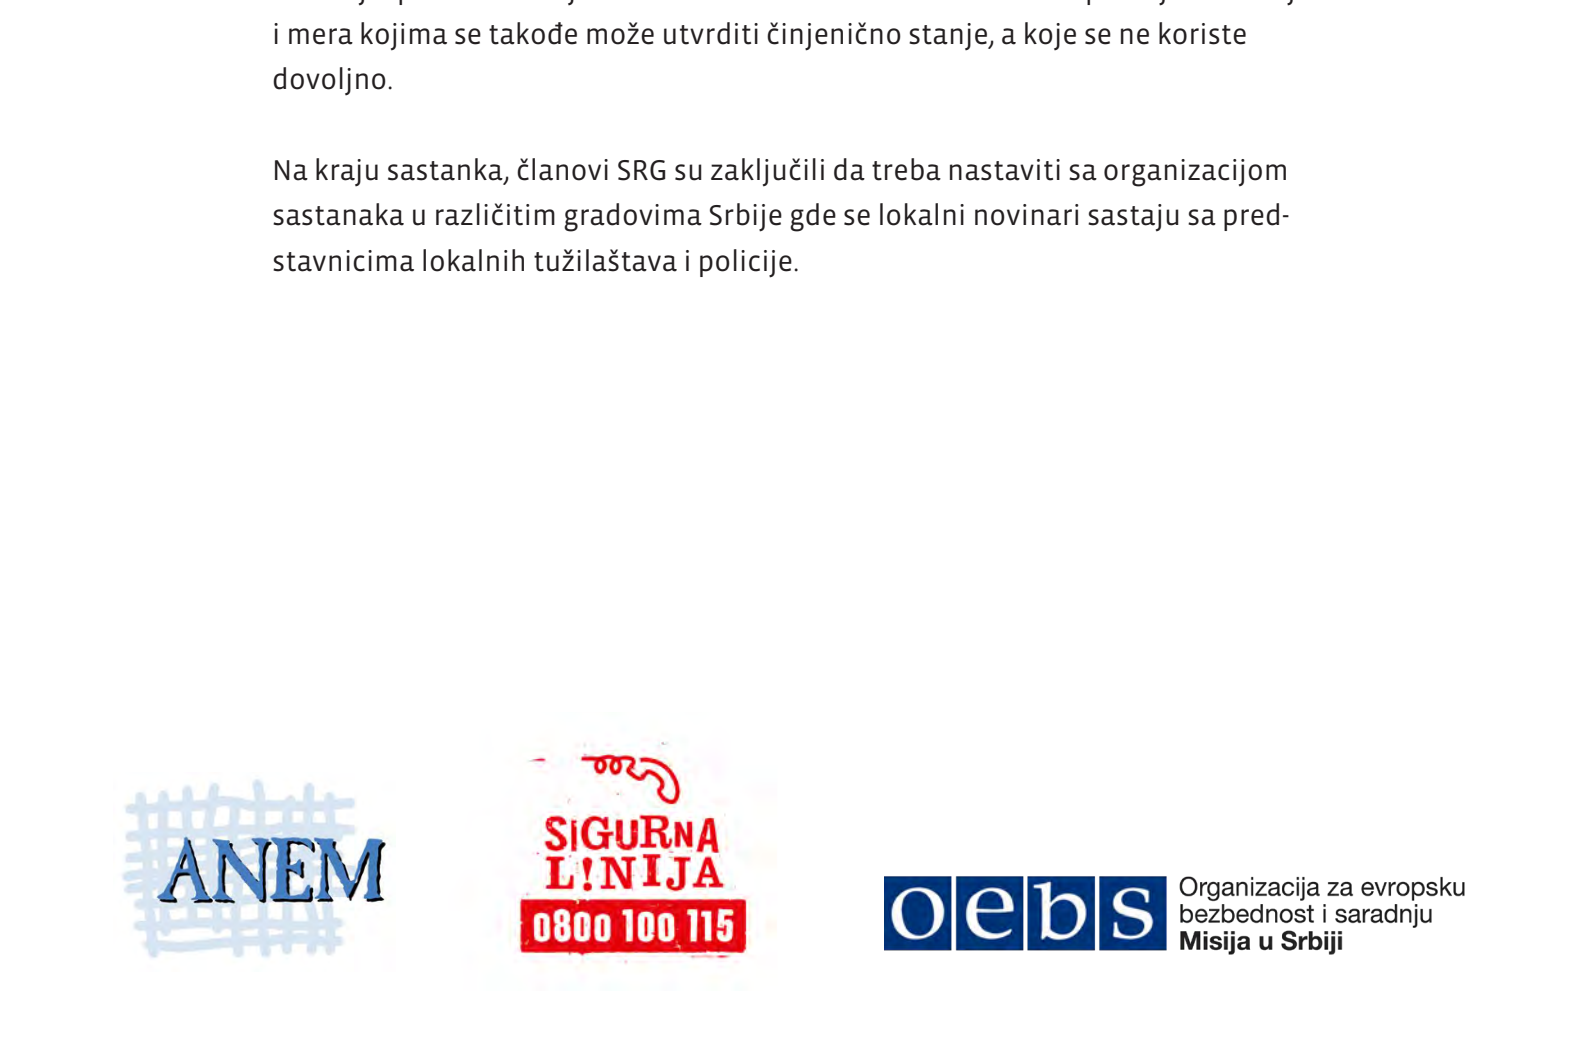 i mera kojima se takođe može utvrditi činjenično stanje, a koje se ne koriste
dovoljno.
Na kraju sastanka, članovi SRG su zaključili da treba nastaviti sa organizacijom
sastanaka u različitim gradovima Srbije gde se lokalni novinari sastaju sa pred-
stavnicima lokalnih tužilaštava i policije.
ANEM
SIGURNA
L!NIJA
0800 100 115
oebs
Organizacija za evropsku
bezbednost i saradnju
Misija u Srbiji